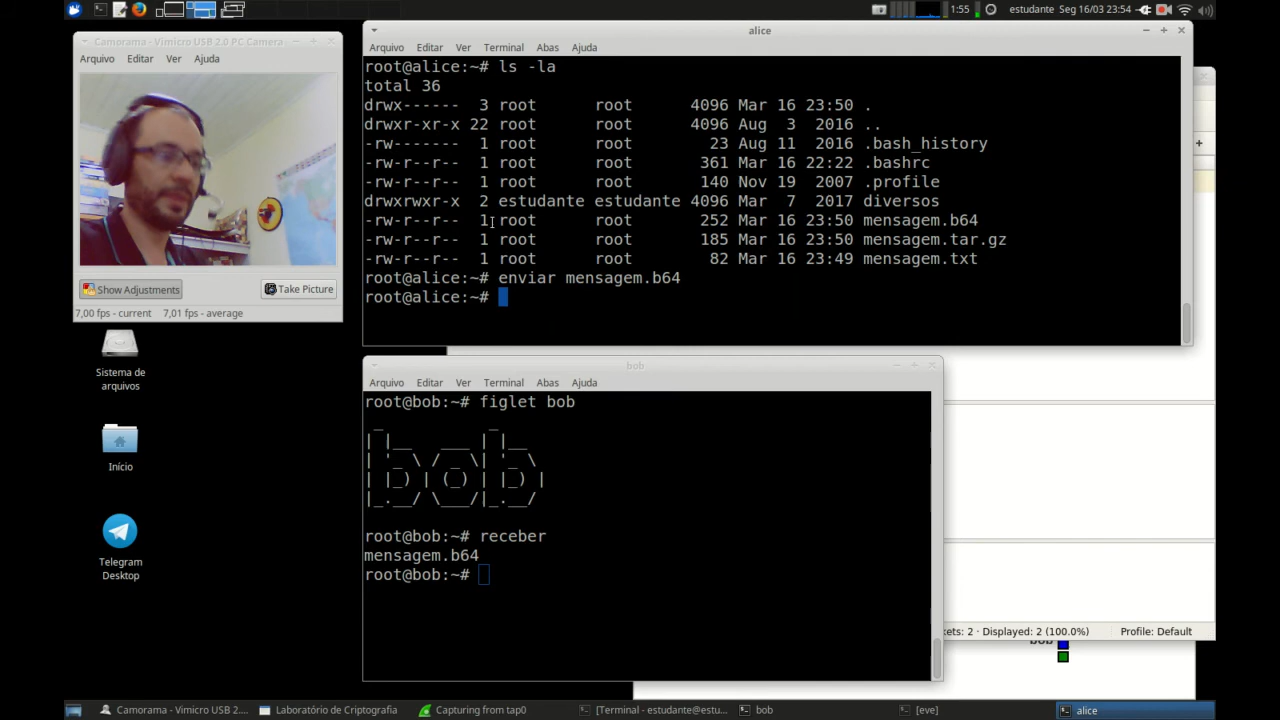 1:55 estudante Seg 16/03 23:54
Camorama - Vimicro USB 2.0 PC Camera
Arquivo Editar Ver Ajuda
Show Adjustments Take Picture
7,00 fps - current 7,01 fps - average
Sistema de
arquivos
Início
Telegram
Desktop
alice
Arquivo Editar Ver Terminal Abas Ajuda
root@alice:~# ls -la
total 36
drwx------ 3 root root 4096 Mar 16 23:50 .
drwxr-xr-x 22 root root 4096 Aug 3 2016 ..
-rw------- 1 root root 23 Aug 11 2016 .bash_history
-rw-r--r-- 1 root root 361 Mar 16 22:22 .bashrc
-rw-r--r-- 1 root root 140 Nov 19 2007 .profile
drwxrwxr-x 2 estudante estudante 4096 Mar 7 2017 diversos
-rw-r--r-- 1 root root 252 Mar 16 23:50 mensagem.b64
-rw-r--r-- 1 root root 185 Mar 16 23:50 mensagem.tar.gz
-rw-r--r-- 1 root root 82 Mar 16 23:49 mensagem.txt
root@alice:~# enviar mensagem.b64
root@alice:~#
bob
Arquivo Editar Ver Terminal Abas Ajuda
root@bob:~# figlet bob
bob
root@bob:~# receber
mensagem.b64
root@bob:~#
kets: 2 · Displayed: 2 (100.0%) Profile: Default
Camorama - Vimicro USB 2.... Laboratório de Criptografia Capturing from tap0 [Terminal - estudante@estu... bob [eve] alice